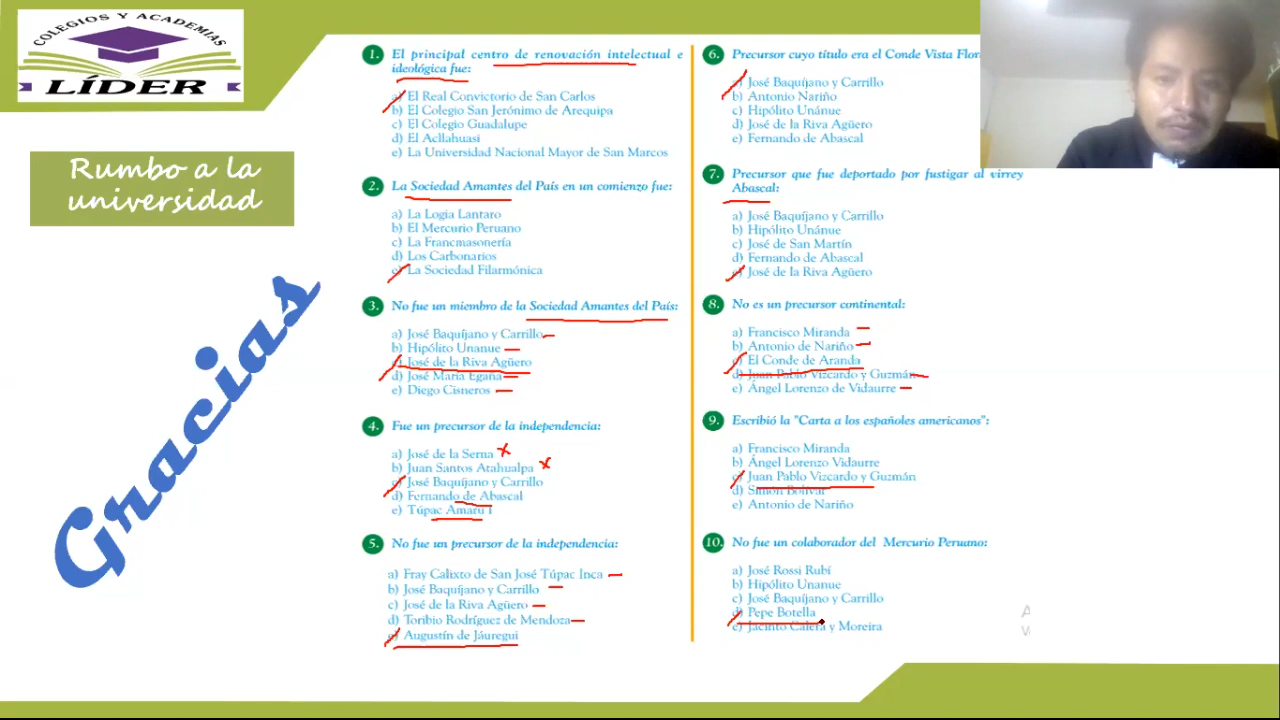 COLEGIOS Y ACADEMIAS
LÍDER
Rumbo a la
universidad
Gracias
1. El principal centro de renovación intelectual e
ideológica fue:
a) El Real Convictorio de San Carlos
b) El Colegio San Jerónimo de Arequipa
c) El Colegio Guadalupe
d) El Acllahuasi
e) La Universidad Nacional Mayor de San Marcos
2. La Sociedad Amantes del País en un comienzo fue:
a) La Logia Lantaro
b) El Mercurio Peruano
c) La Francmasonería
d) Los Carbonarios
e) La Sociedad Filarmónica
3. No fue un miembro de la Sociedad Amantes del País:
a) José Baquíjano y Carrillo
b) Hipólito Unanue
c) José de la Riva Agüero
d) José María Egaña
e) Diego Cisneros
4. Fue un precursor de la independencia:
a) José de la Serna
b) Juan Santos Atahualpa
c) José Baquíjano y Carrillo
d) Fernando de Abascal
e) Túpac Amaru I
5. No fue un precursor de la independencia:
a) Fray Calixto de San José Túpac Inca
b) José Baquíjano y Carrillo
c) José de la Riva Agüero
d) Toribio Rodríguez de Mendoza
e) Augustín de Jáuregui
6. Precursor cuyo título era el Conde Vista Flor
a) José Baquíjano y Carrillo
b) Antonio Nariño
c) Hipólito Unánue
d) José de la Riva Agüero
e) Fernando de Abascal
7. Precursor que fue deportado por fustigar al virrey
Abascal:
a) José Baquíjano y Carrillo
b) Hipólito Unánue
c) José de San Martín
d) Fernando de Abascal
e) José de la Riva Agüero
8. No es un precursor continental:
a) Francisco Miranda
b) Antonio de Nariño
c) El Conde de Aranda
d) Juan Pablo Vizcardo y Guzmán
e) Ángel Lorenzo de Vidaurre
9. Escribió la "Carta a los españoles americanos":
a) Francisco Miranda
b) Ángel Lorenzo Vidaurre
c) Juan Pablo Vizcardo y Guzmán
d) Simón Bolívar
e) Antonio de Nariño
10. No fue un colaborador del Mercurio Peruano:
a) José Rossi Rubí
b) Hipólito Unanue
c) José Baquíjano y Carrillo
d) Pepe Botella
e) Jacinto Calera y Moreira